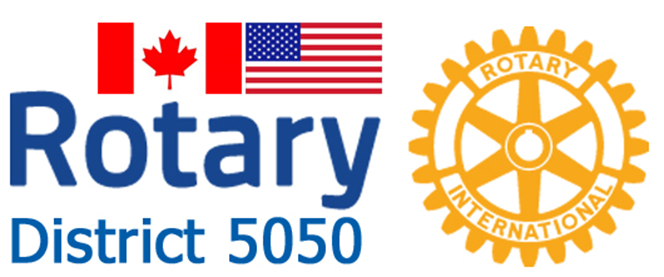 Rotary
District 5050
ROTARY
INTERNATIONAL